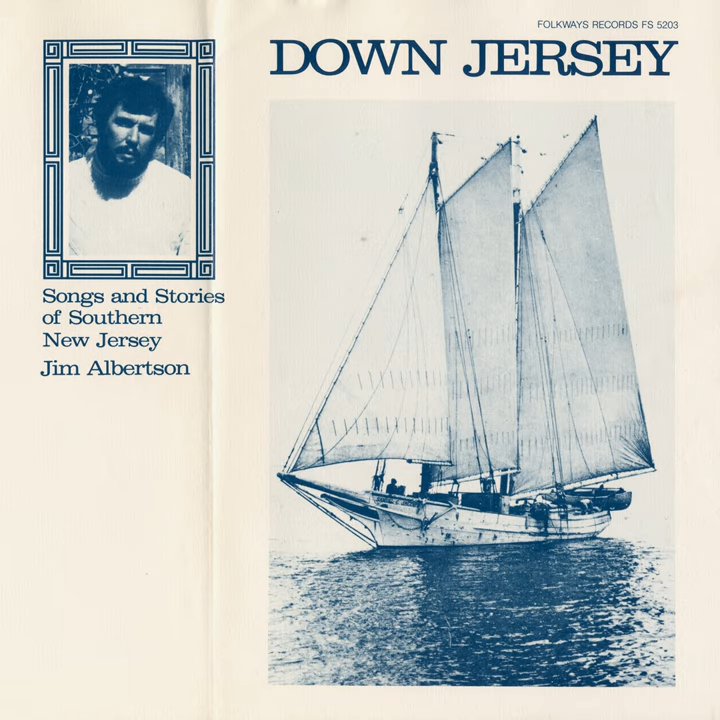 FOLKWAYS RECORDS FS 5203
DOWN JERSEY
Songs and Stories
of Southern
New Jersey
Jim Albertson